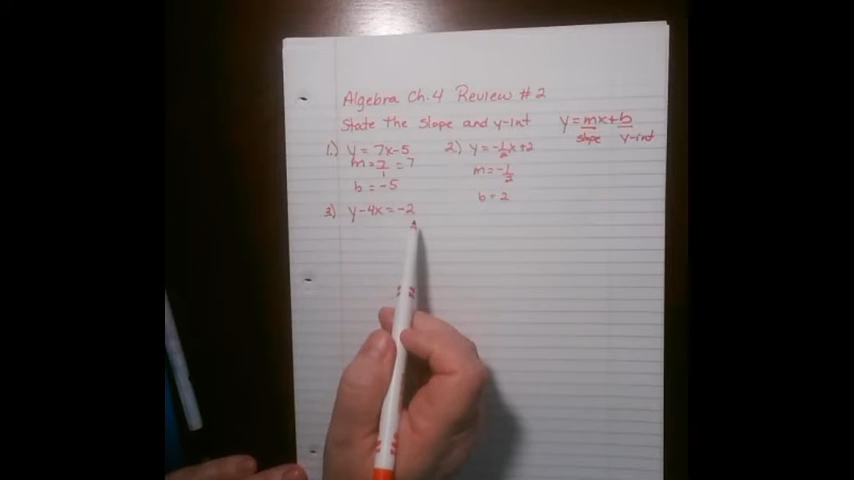 Algebra Ch.4 Review #2
State the slope and y-int
y=mx+b
slope y-int
1.) y = 7x-5
m=7/1=7
b=-5
2.) y=-1/2x+2
m=-1/2
b=2
3) y-4x=-2